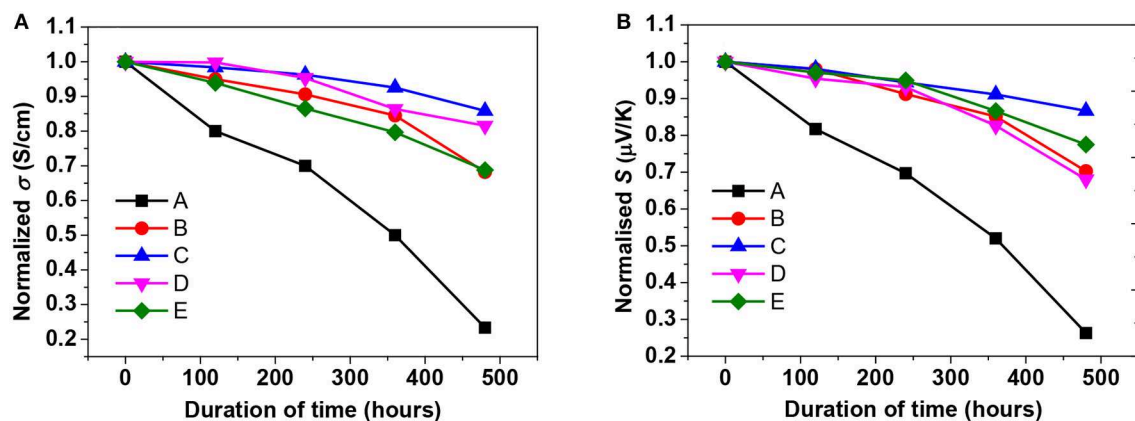 A
Normalized σ (S/cm)
1.1
1.0
0.9
0.8
0.7
0.6
0.5
0.4
0.3
0.2
A
B
C
D
E
0 100 200 300 400 500
Duration of time (hours)
B
Normalised S (μV/K)
1.1
1.0
0.9
0.8
0.7
0.6
0.5
0.4
0.3
0.2
A
B
C
D
E
0 100 200 300 400 500
Duration of time (hours)